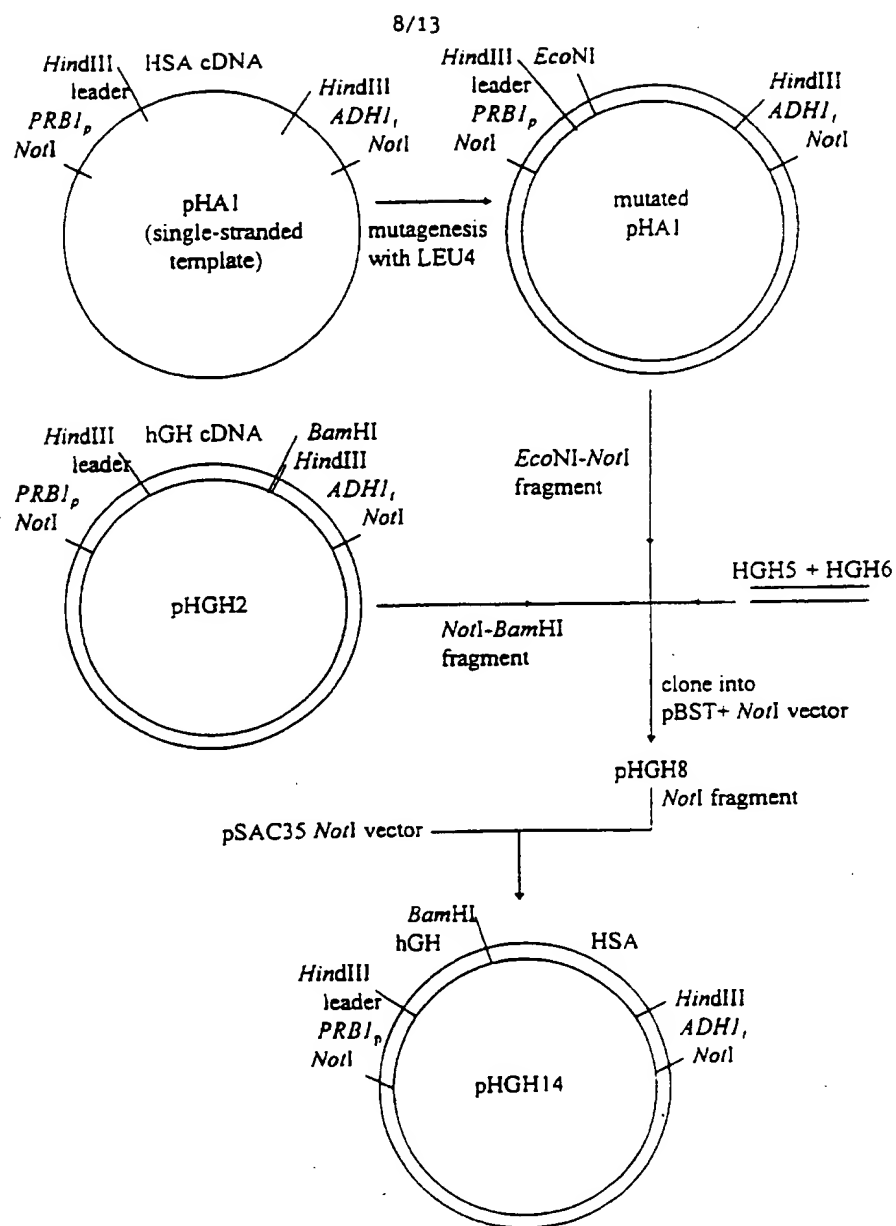 8/13
HindIII HSA cDNA
leader
PRB1p
NotI
HindIII
ADH1t
NotI
pHA1
(single-stranded
template)
mutagenesis
with LEU4
HindIII EcoNI
leader
PRB1p
NotI
HindIII
ADH1t
NotI
mutated
pHA1
HindIII hGH cDNA
leader
PRB1p
NotI
BamHI
HindIII
ADH1t
NotI
pHGH2
EcoNI-NotI
fragment
NotI-BamHI
fragment
HGH5 + HGH6
clone into
pBST+ NotI vector
pHGH8
NotI fragment
pSAC35 NotI vector
BamHI
hGH
HSA
HindIII
leader
PRB1p
NotI
HindIII
ADH1t
NotI
pHGH14